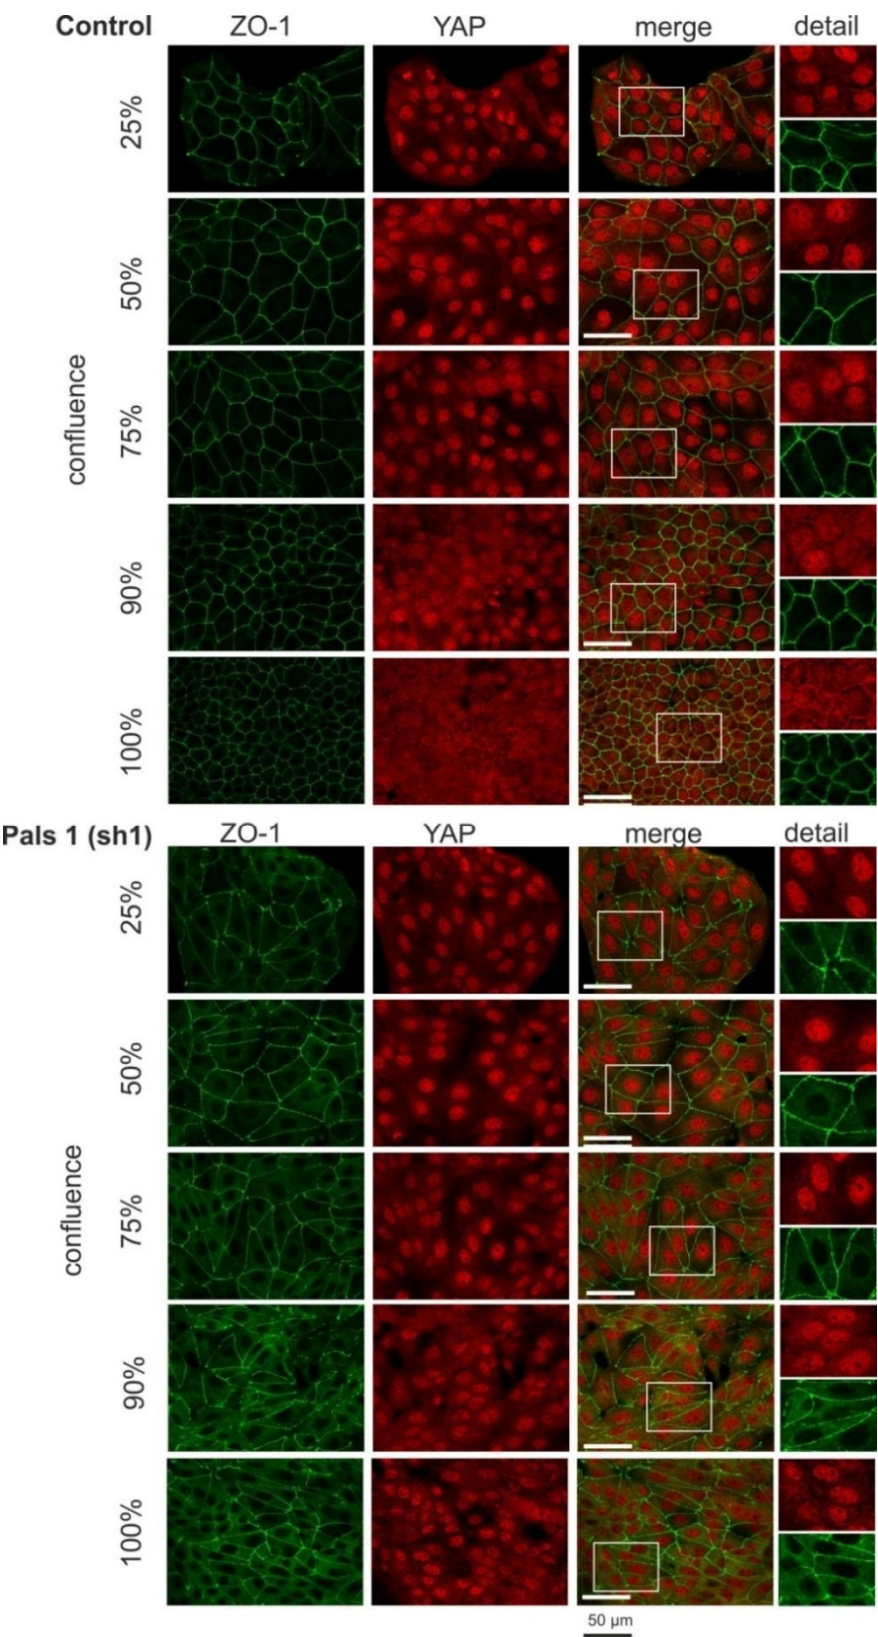 Control ZO-1 YAP merge detail
25%
50%
confluence
75%
90%
100%
Pals 1 (sh1) ZO-1 YAP merge detail
25%
50%
confluence
75%
90%
100%
50 µm